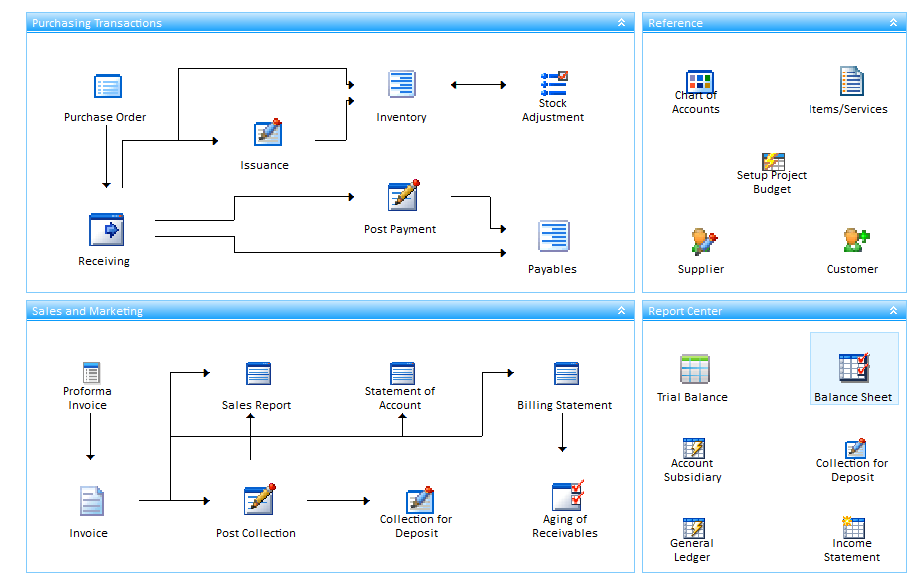 Purchasing Transactions
Purchase Order
Inventory
Stock
Adjustment
Issuance
Post Payment
Receiving
Payables
Reference
Chart of
Accounts
Items/Services
Setup Project
Budget
Supplier
Customer
Sales and Marketing
Proforma
Invoice
Sales Report
Statement of
Account
Billing Statement
Invoice
Post Collection
Collection for
Deposit
Aging of
Receivables
Report Center
Trial Balance
Balance Sheet
Account
Subsidiary
Collection for
Deposit
General
Ledger
Income
Statement